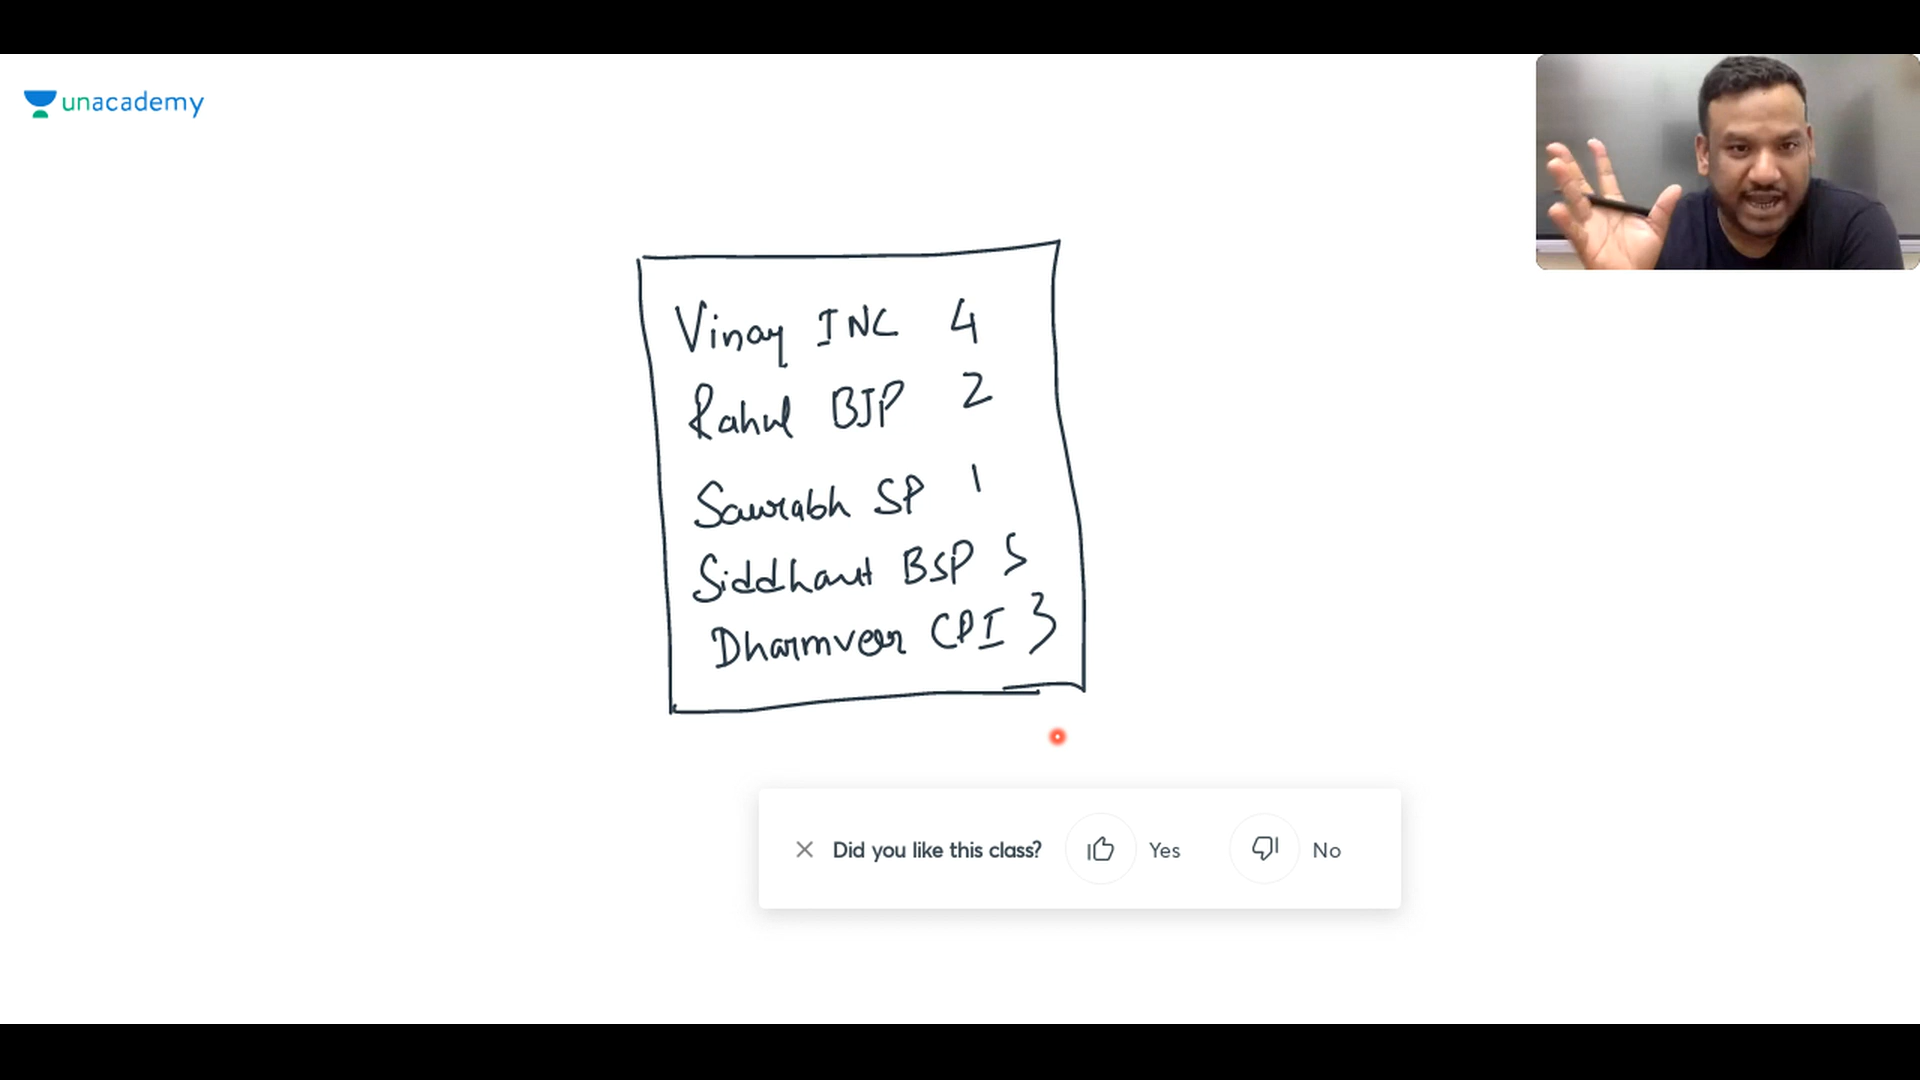 unacademy
Vinay INC 4
Rahul BJP 2
Saurabh SP 1
Siddhant BSP 5
Dharmveer CPI 3
Did you like this class? Yes No